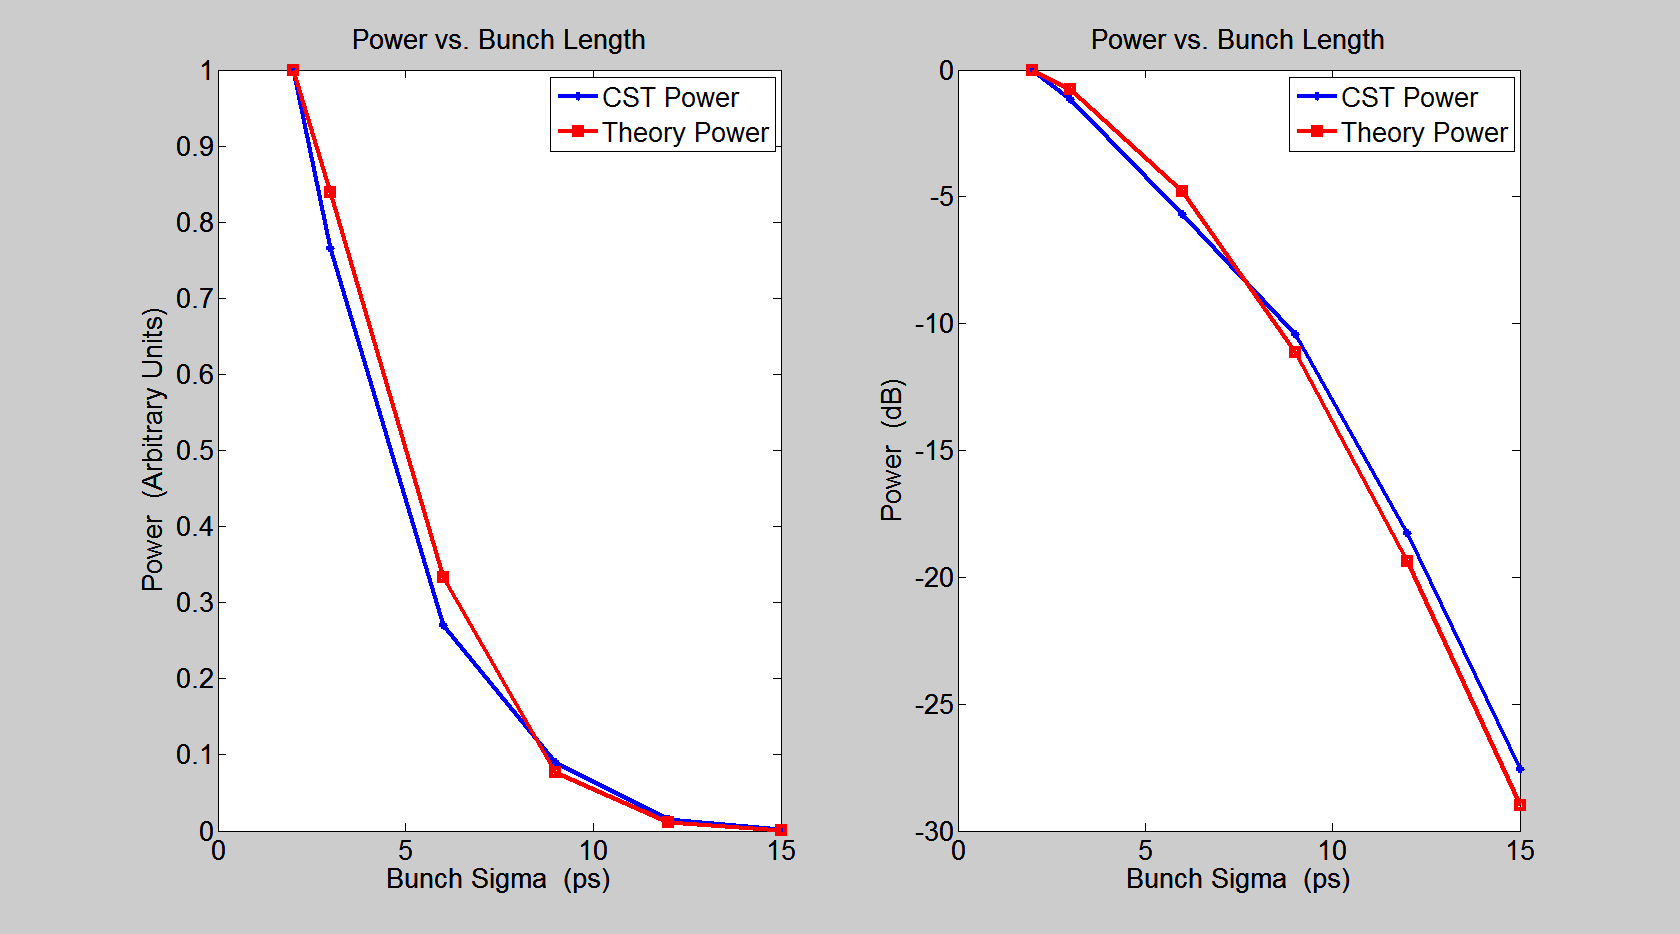 Power vs. Bunch Length
1
0.9
0.8
0.7
0.6
0.5
0.4
0.3
0.2
0.1
0
Power (Arbitrary Units)
CST Power
Theory Power
0 5 10 15
Bunch Sigma (ps)
Power vs. Bunch Length
0
-5
-10
-15
-20
-25
-30
Power (dB)
CST Power
Theory Power
0 5 10 15
Bunch Sigma (ps)